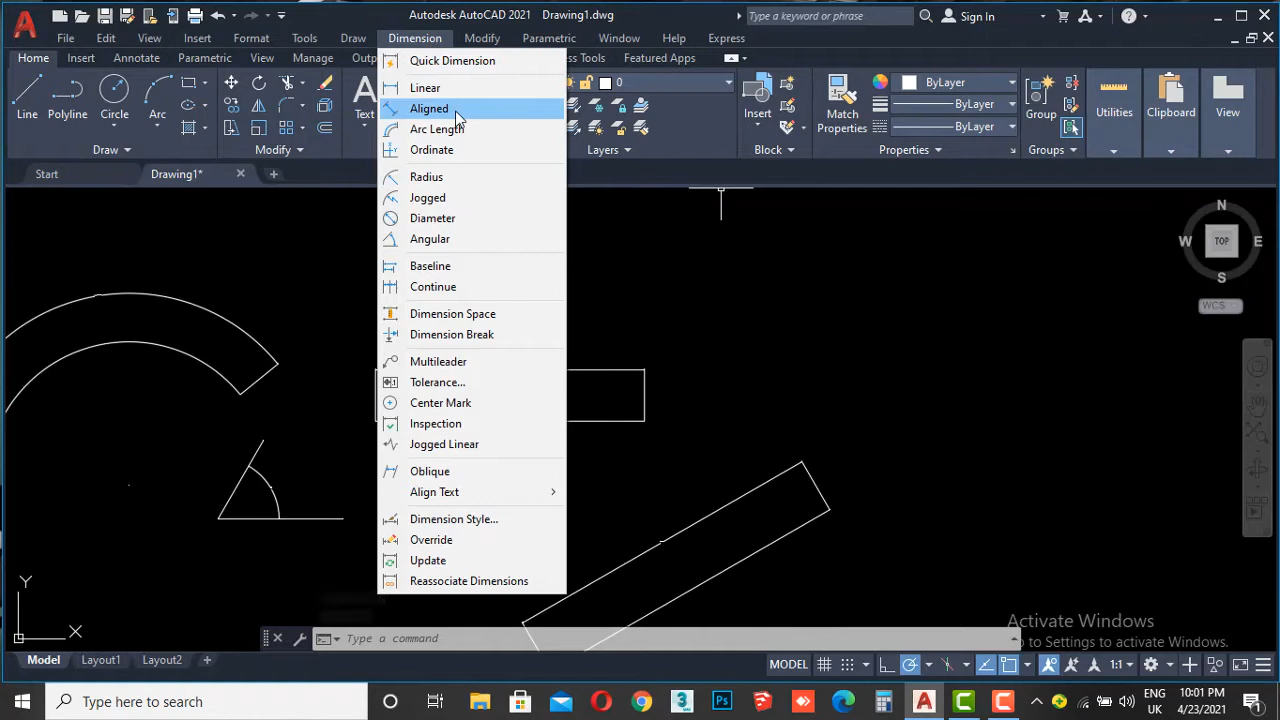 Autodesk AutoCAD 2021 Drawing1.dwg
Type a keyword or phrase
Sign In
File Edit View Insert Format Tools Draw Dimension Modify Parametric Window Help Express
Home Insert Annotate Parametric View Manage Outp ss Tools Featured Apps
Line Polyline Circle Arc
Text
0
Insert
Match
Properties
ByLayer
ByLayer
ByLayer
Group
Utilities Clipboard View
Draw Modify Layers Block Properties Groups
Start Drawing1*
Quick Dimension
Linear
Aligned
Arc Length
Ordinate
Radius
Jogged
Diameter
Angular
Baseline
Continue
Dimension Space
Dimension Break
Multileader
Tolerance...
Center Mark
Inspection
Jogged Linear
Oblique
Align Text
Dimension Style...
Override
Update
Reassociate Dimensions
N
W TOP E
S
WCS
Y
X
Activate Windows
o to Settings to activate Windows.
Type a command
Model Layout1 Layout2
MODEL 1:1
Type here to search
ENG
UK
10:01 PM
4/23/2021